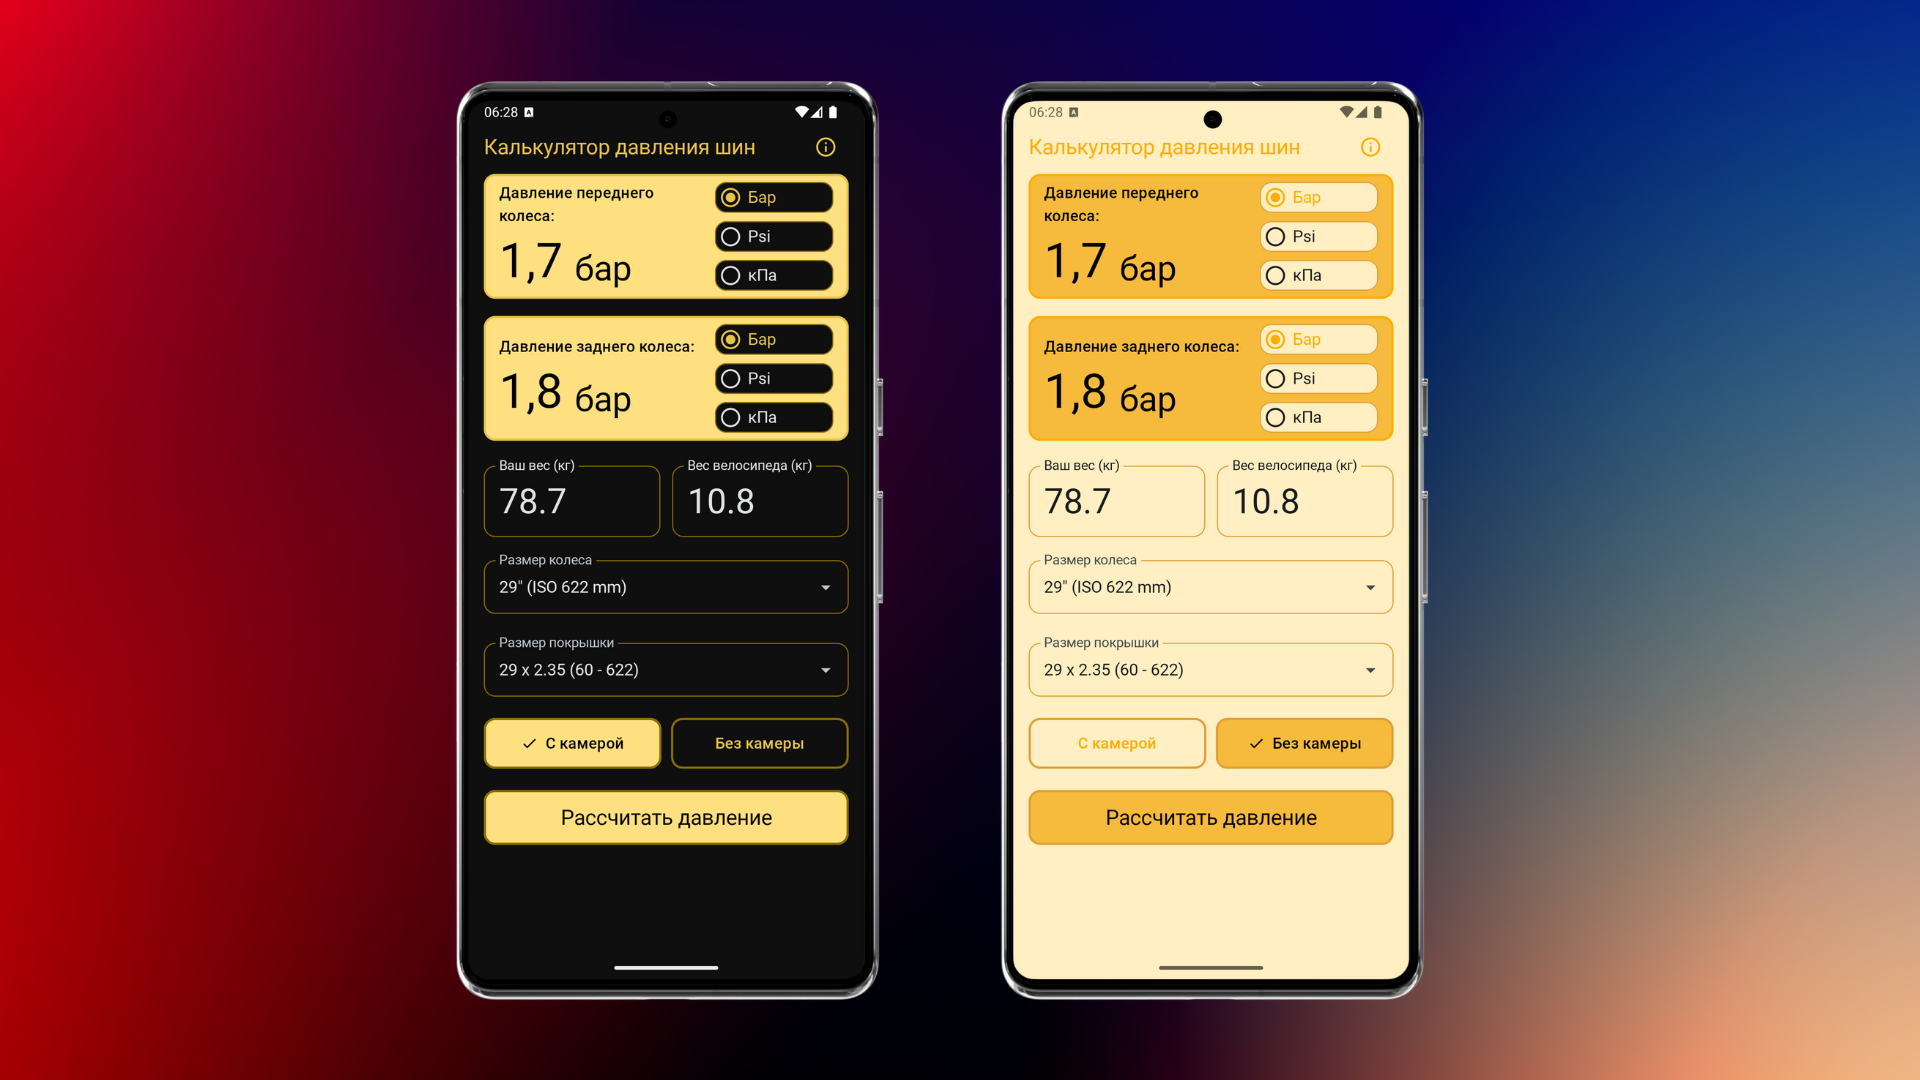 06:28
Калькулятор давления шин
Давление переднего
колеса:
1,7 бар
Бар
Psi
кПа
Давление заднего колеса:
1,8 бар
Бар
Psi
кПа
Ваш вес (кг)
78.7
Вес велосипеда (кг)
10.8
Размер колеса
29" (ISO 622 mm)
Размер покрышки
29 x 2.35 (60 - 622)
С камерой
Без камеры
Рассчитать давление
06:28
Калькулятор давления шин
Давление переднего
колеса:
1,7 бар
Бар
Psi
кПа
Давление заднего колеса:
1,8 бар
Бар
Psi
кПа
Ваш вес (кг)
78.7
Вес велосипеда (кг)
10.8
Размер колеса
29" (ISO 622 mm)
Размер покрышки
29 x 2.35 (60 - 622)
С камерой
Без камеры
Рассчитать давление